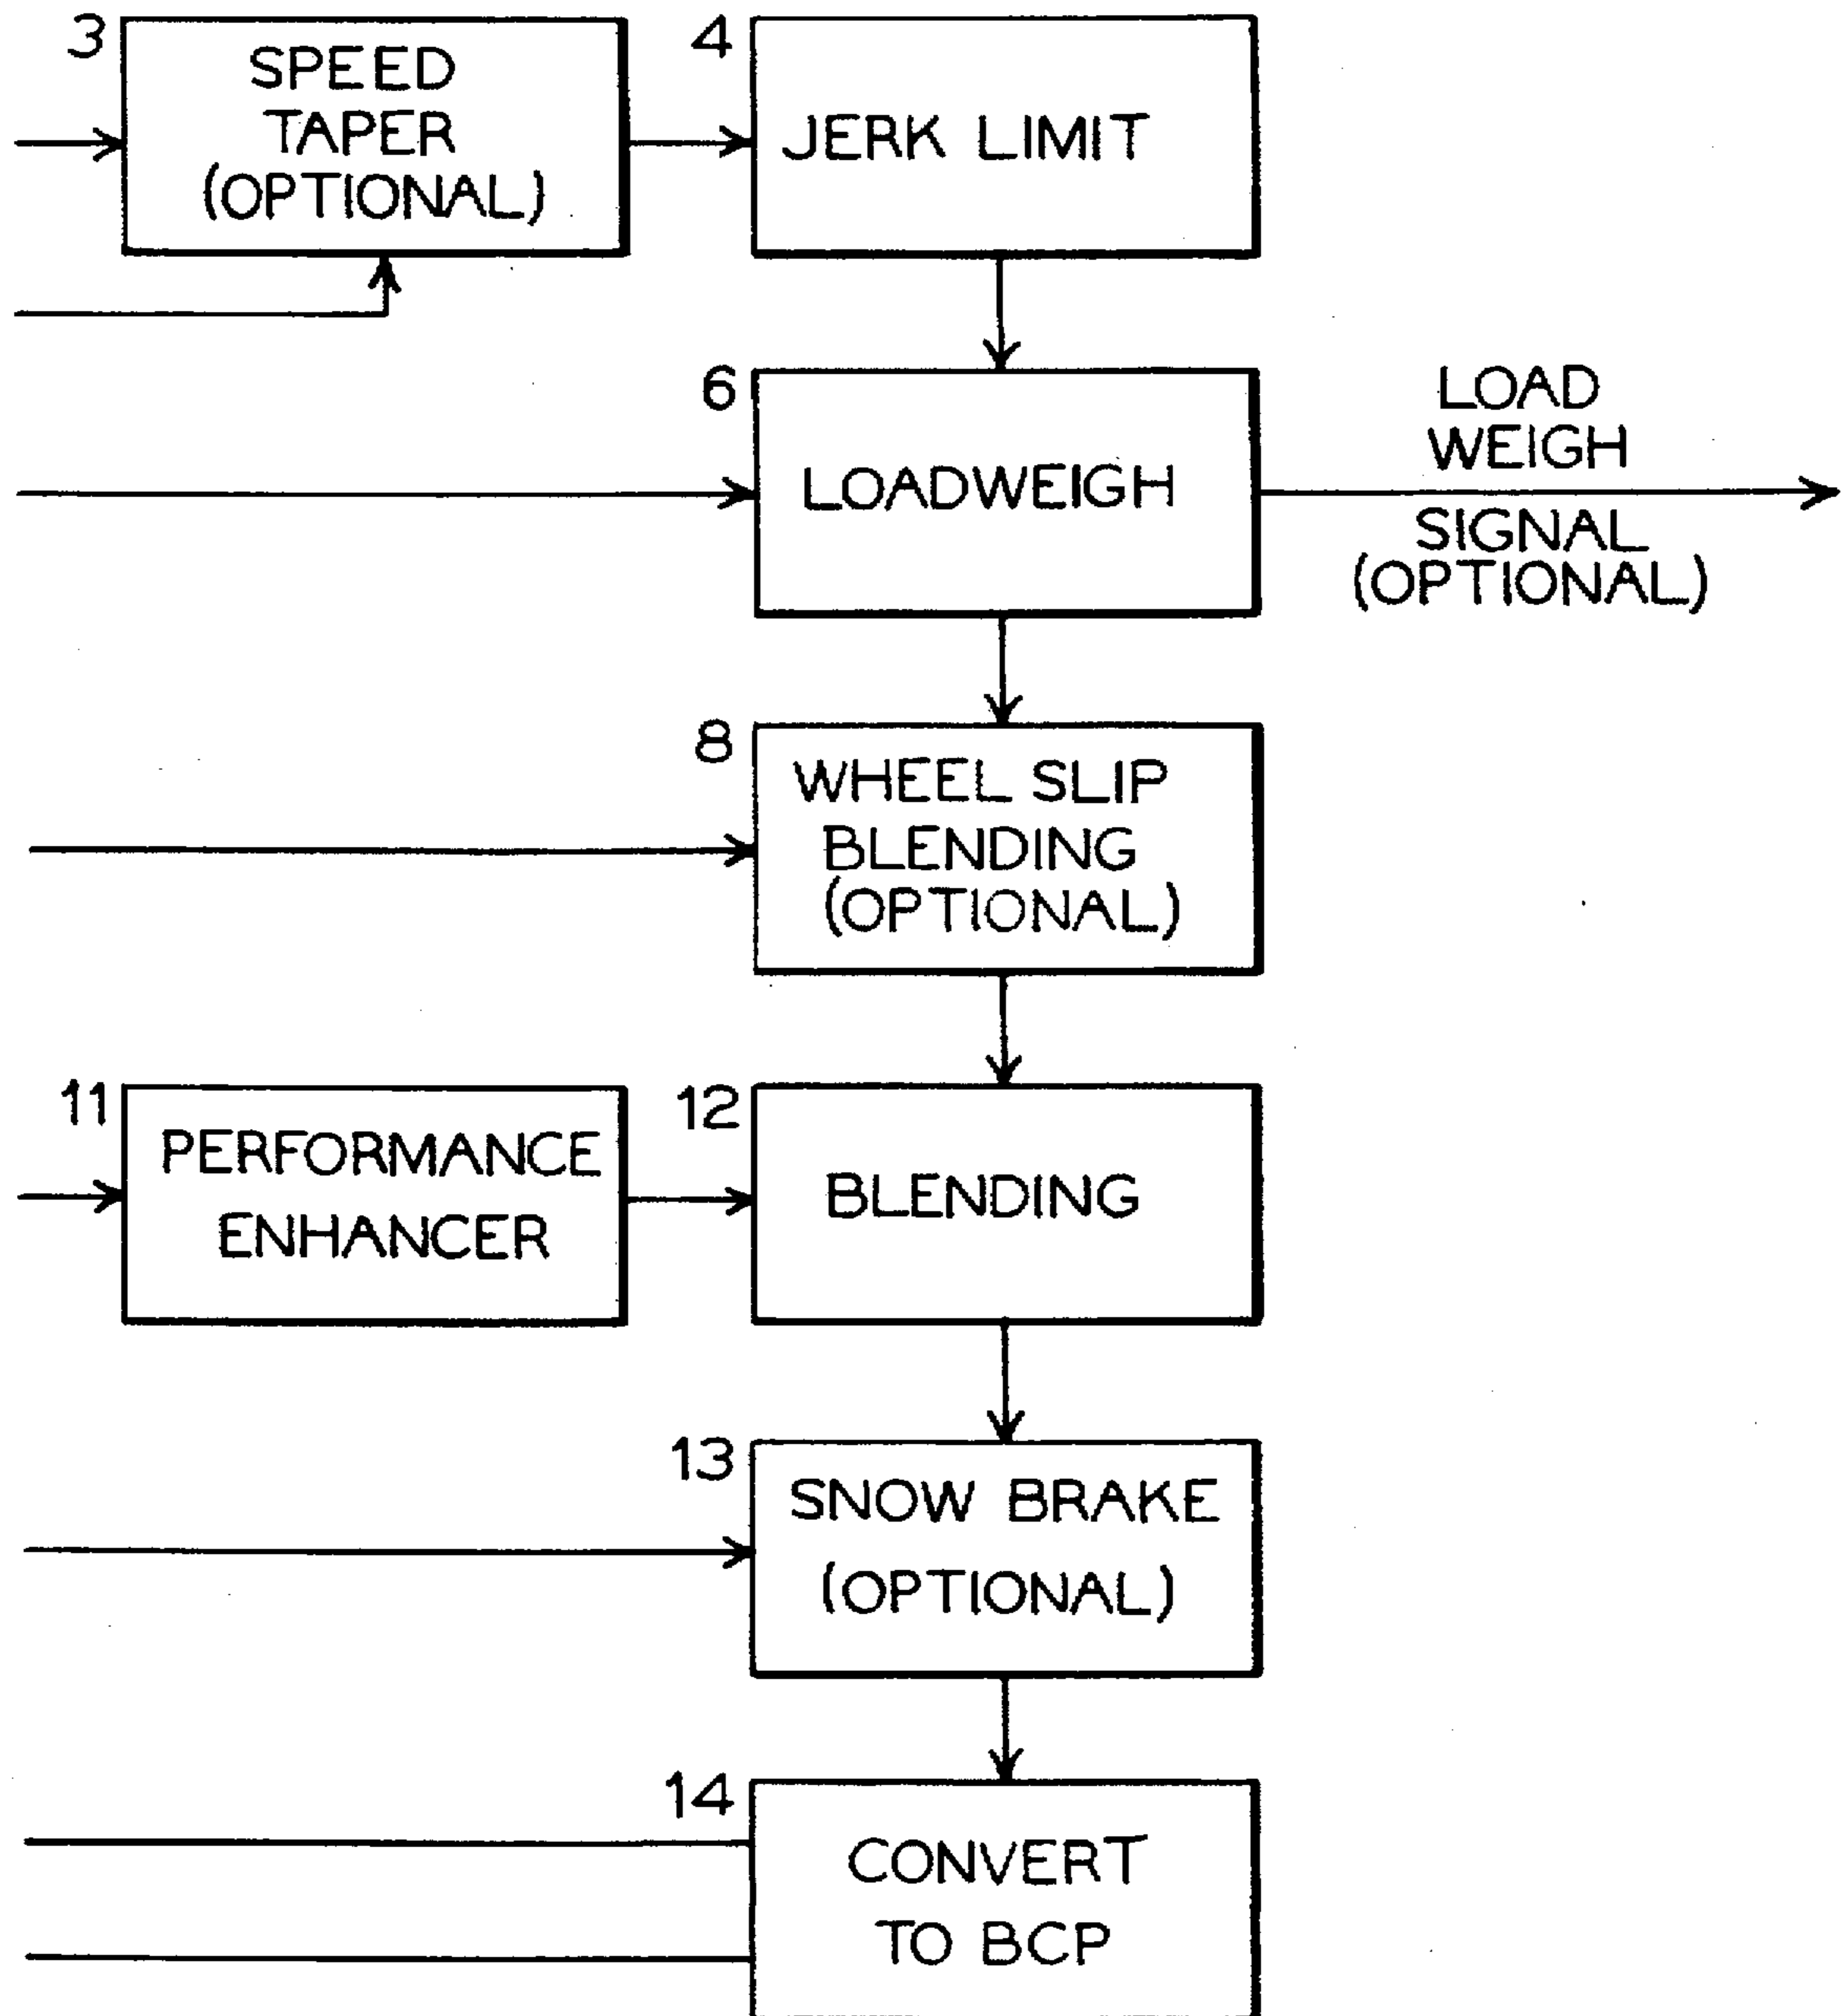 3
SPEED
TAPER
(OPTIONAL)
4
JERK LIMIT
6
LOADWEIGH
LOAD
WEIGH
SIGNAL
(OPTIONAL)
8
WHEEL SLIP
BLENDING
(OPTIONAL)
11
PERFORMANCE
ENHANCER
12
BLENDING
13
SNOW BRAKE
(OPTIONAL)
14
CONVERT
TO BCP